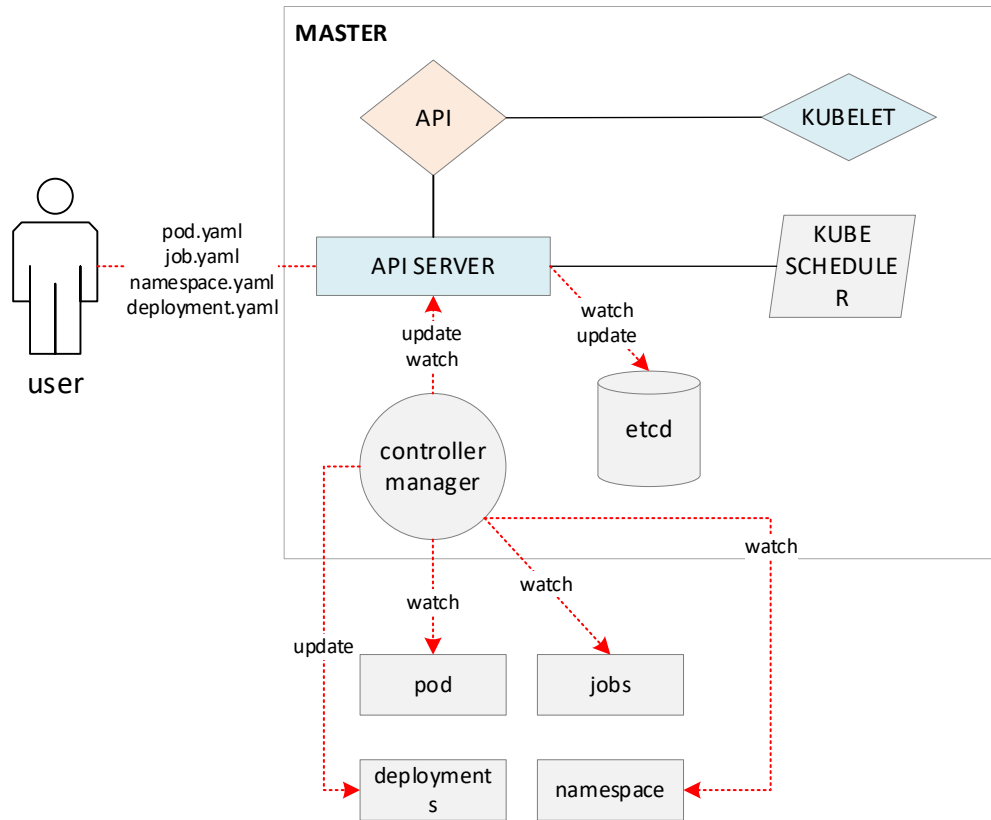 MASTER
API
KUBELET
pod.yaml
job.yaml
namespace.yaml
deployment.yaml
API SERVER
KUBE
SCHEDULE
R
update
watch
watch
update
user
controller
manager
etcd
watch
watch
watch
update
pod
jobs
deployment
s
namespace